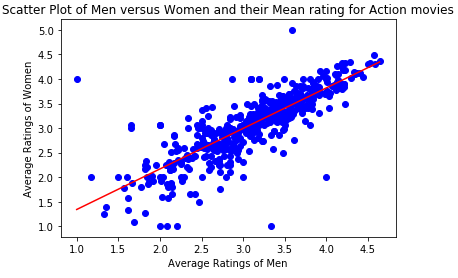 Scatter Plot of Men versus Women and their Mean rating for Action movies
5.0
4.5
4.0
3.5
3.0
2.5
2.0
1.5
1.0
Average Ratings of Women
1.0 1.5 2.0 2.5 3.0 3.5 4.0 4.5
Average Ratings of Men